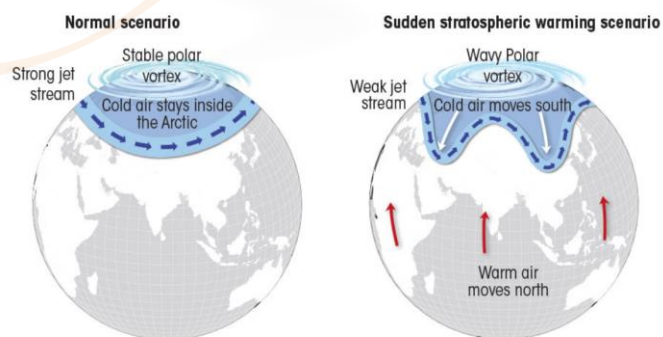 Normal scenario
Stable polar
vortex
Strong jet
stream
Cold air stays inside
the Arctic
Sudden stratospheric warming scenario
Wavy Polar
vortex
Weak jet
stream
Cold air moves south
Warm air
moves north